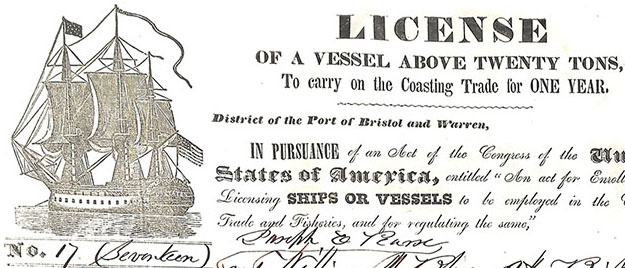 LICENSE
OF A VESSEL ABOVE TWENTY TONS,
To carry on the Coasting Trade for ONE YEAR.
District of the Port of Bristol and Warren,
IN PURSUANCE of an Act of the Congress of the
States of America, entitled "An act for
Licensing SHIPS OR VESSELS to be employed in the
Trade and Fisheries, and for regulating the same,"
No. 17 (Seventeen)
Joseph
William